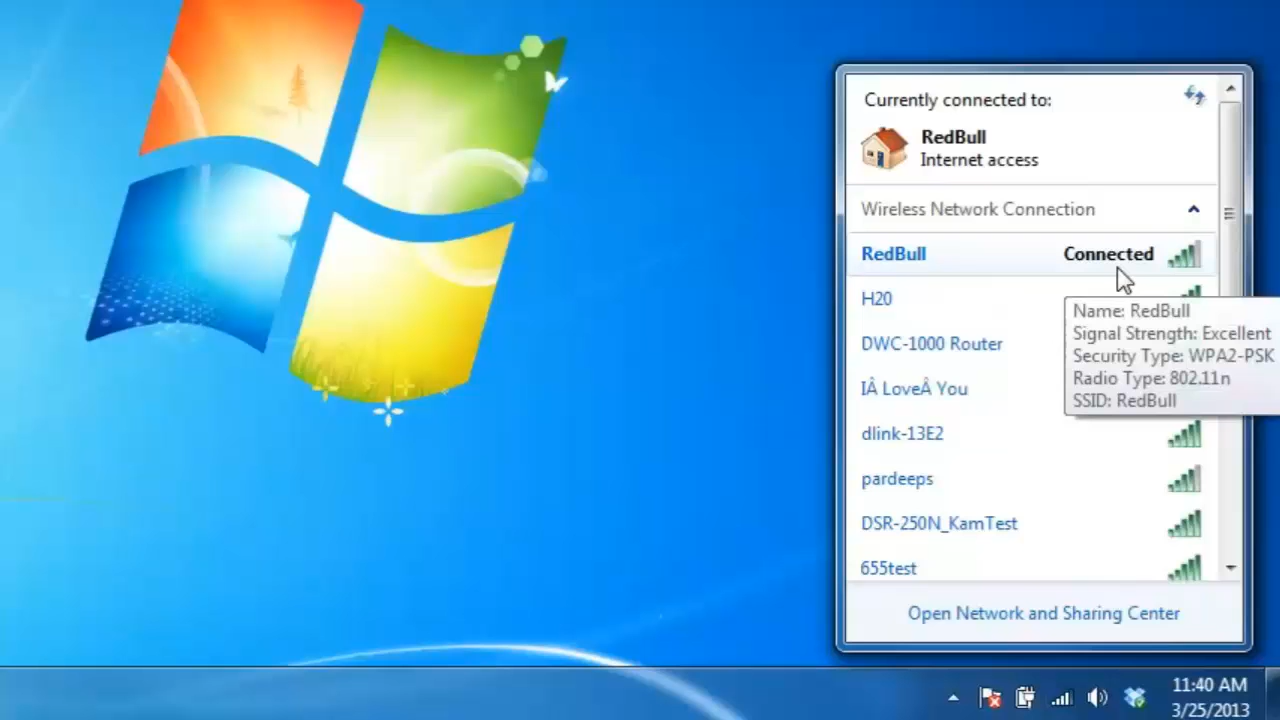 Currently connected to:
RedBull
Internet access
Wireless Network Connection
RedBull Connected
H20
Name: RedBull
Signal Strength: Excellent
DWC-1000 Router
Security Type: WPA2-PSK
Radio Type: 802.11n
IÂ LoveÂ You
SSID: RedBull
dlink-13E2
pardeeps
DSR-250N_KamTest
655test
Open Network and Sharing Center
11:40 AM
3/25/2013